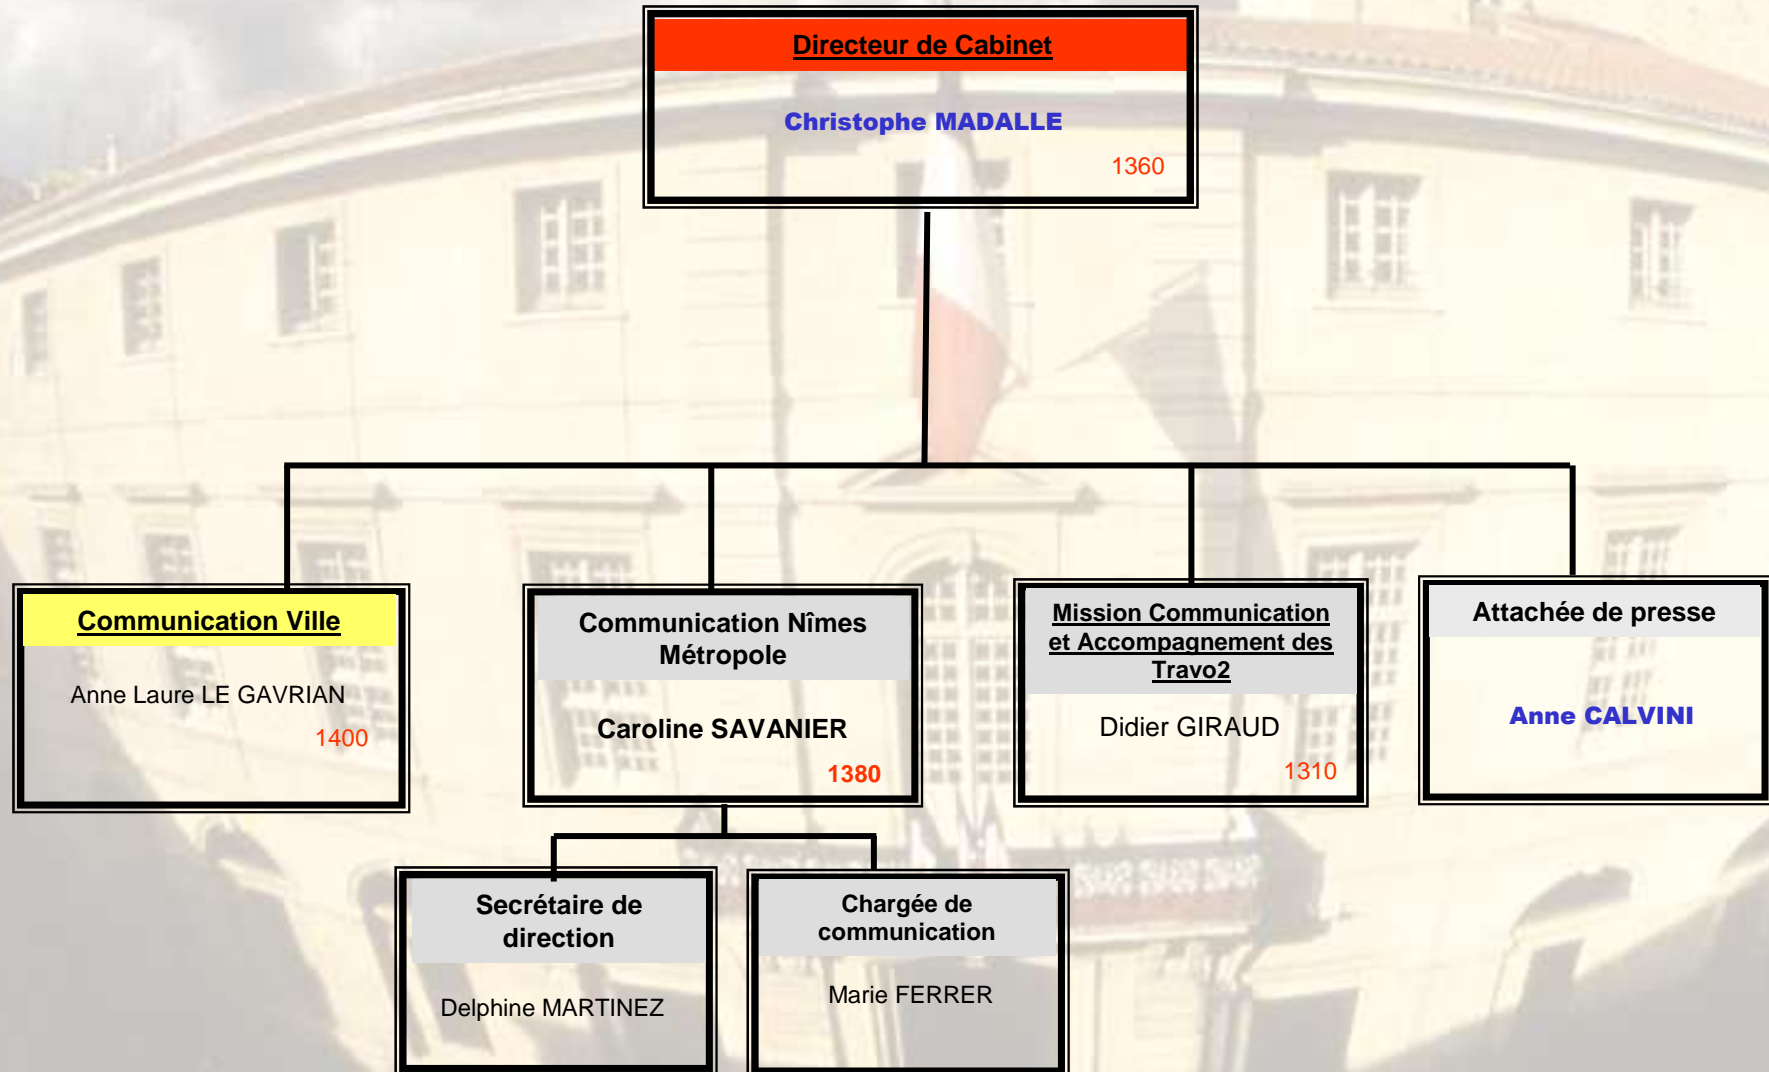 Directeur de Cabinet
Christophe MADALLE
1360
Communication Ville
Anne Laure LE GAVRIAN
1400
Communication Nîmes
Métropole
Caroline SAVANIER
1380
Mission Communication
et Accompagnement des
Travo2
Didier GIRAUD
1310
Attachée de presse
Anne CALVINI
Secrétaire de
direction
Delphine MARTINEZ
Chargée de
communication
Marie FERRER